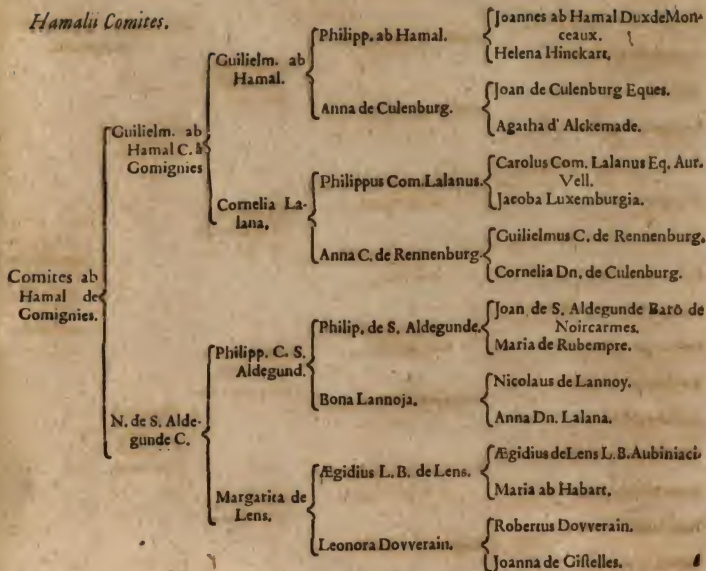 Hamalii Comites.
Joannes ab Hamal DuxdeMon-
ceaux.
Philipp. ab Hamal.
Helena Hinckart,
Guilielm. ab
Hamal.
Joan de Culenburg Eques.
Anna de Culenburg.
Agatha d' Alckemade.
Guilielm. ab
Hamal C. à
Gomignies
Carolus Com. Lalanus Eq. Aur.
Vell.
Philippus Com. Lalanus.
Jacoba Luxemburgia.
Cornelia La-
lana,
Guilielmus C. de Rennenburg.
Anna C. de Rennenburg.
Cornelia Dn. de Culenburg.
Comites ab
Hamal de
Gomignies.
Joan de S. Aldegunde Barô de
Noircarmes.
Philip. de S. Aldegunde.
Maria de Rubempre.
Philipp. C. S.
Aldegund.
Nicolaus de Lannoy.
Bona Lannoja.
Anna Dn. Lalana.
N. de S. Alde-
gunde C.
Ægidius deLens L. B. Aubiniaci.
Ægidius L. B. de Lens.
Maria ab Habart,
Margarita de
Lens,
Robertus Dovverain.
Leonora Dovverain.
Joanna de Gistelles.